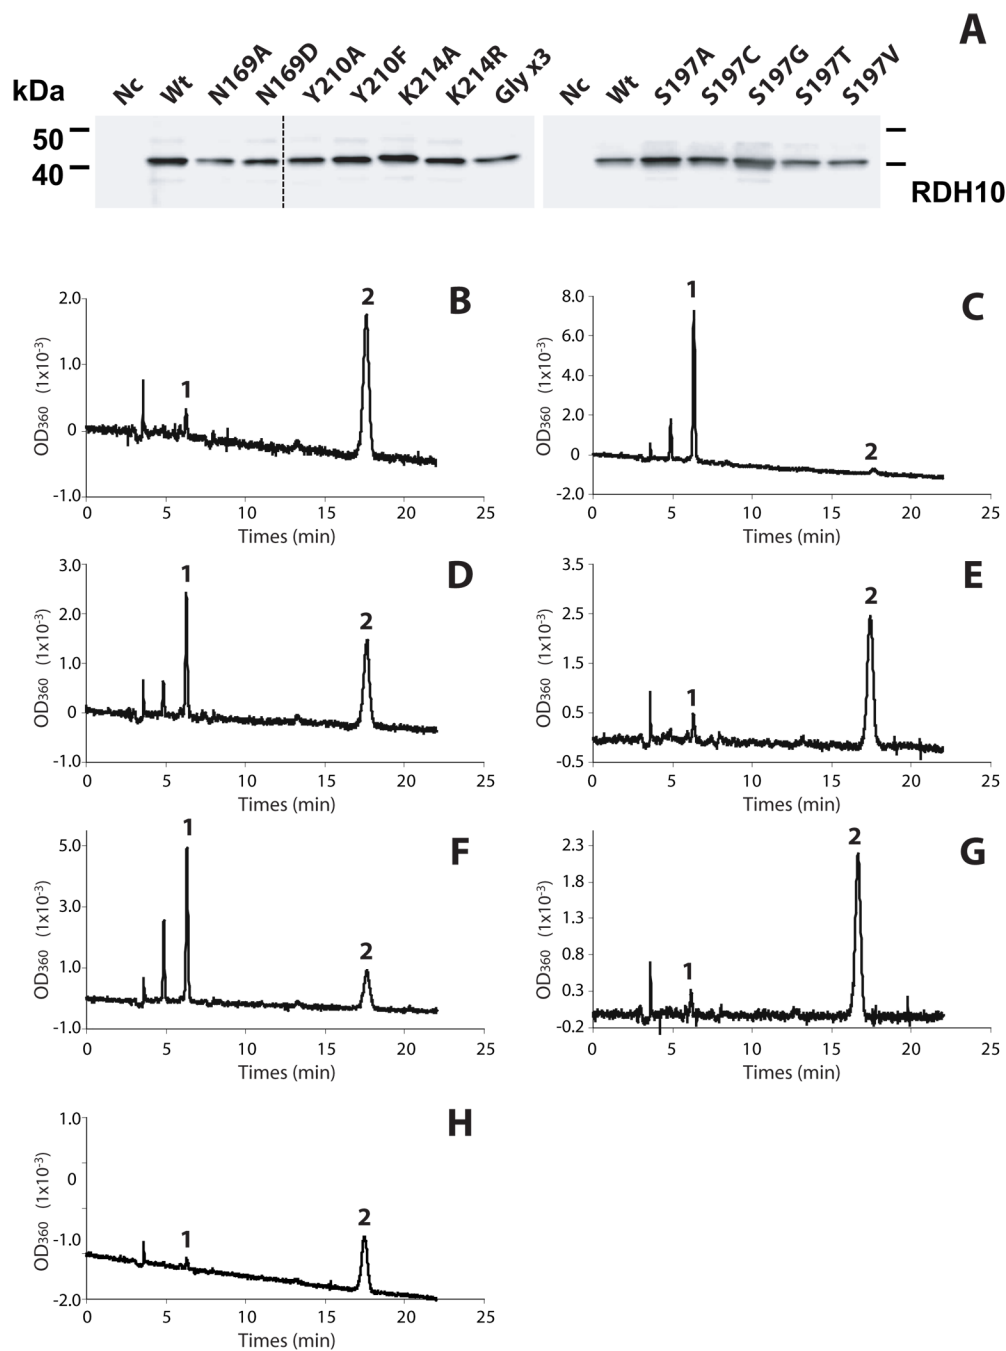 A
kDa
Nc Wt N169A N169D Y210A Y210F K214A K214R Gly x3 Nc Wt S197A S197C S197G S197T S197V
50
40
RDH10
B
2.0
1.0
0
-1.0
OD360 (1x10-3)
1
2
0 5 10 15 20 25
Times (min)
C
8.0
6.0
4.0
2.0
0
-2.0
OD360 (1x10-3)
1
2
0 5 10 15 20 25
Times (min)
D
3.0
2.0
1.0
0
-1.0
OD360 (1x10-3)
1
2
0 5 10 15 20 25
Times (min)
E
3.5
2.5
1.5
0.5
-0.5
OD360 (1x10-3)
1
2
0 5 10 15 20 25
Times (min)
F
5.0
3.0
1.0
-1.0
OD360 (1x10-3)
1
2
0 5 10 15 20 25
Times (min)
G
2.3
1.8
1.3
0.8
0.3
-0.2
OD360 (1x10-3)
1
2
0 5 10 15 20 25
Times (min)
H
1.0
0
-1.0
-2.0
OD360 (1x10-3)
1
2
0 5 10 15 20 25
Times (min)